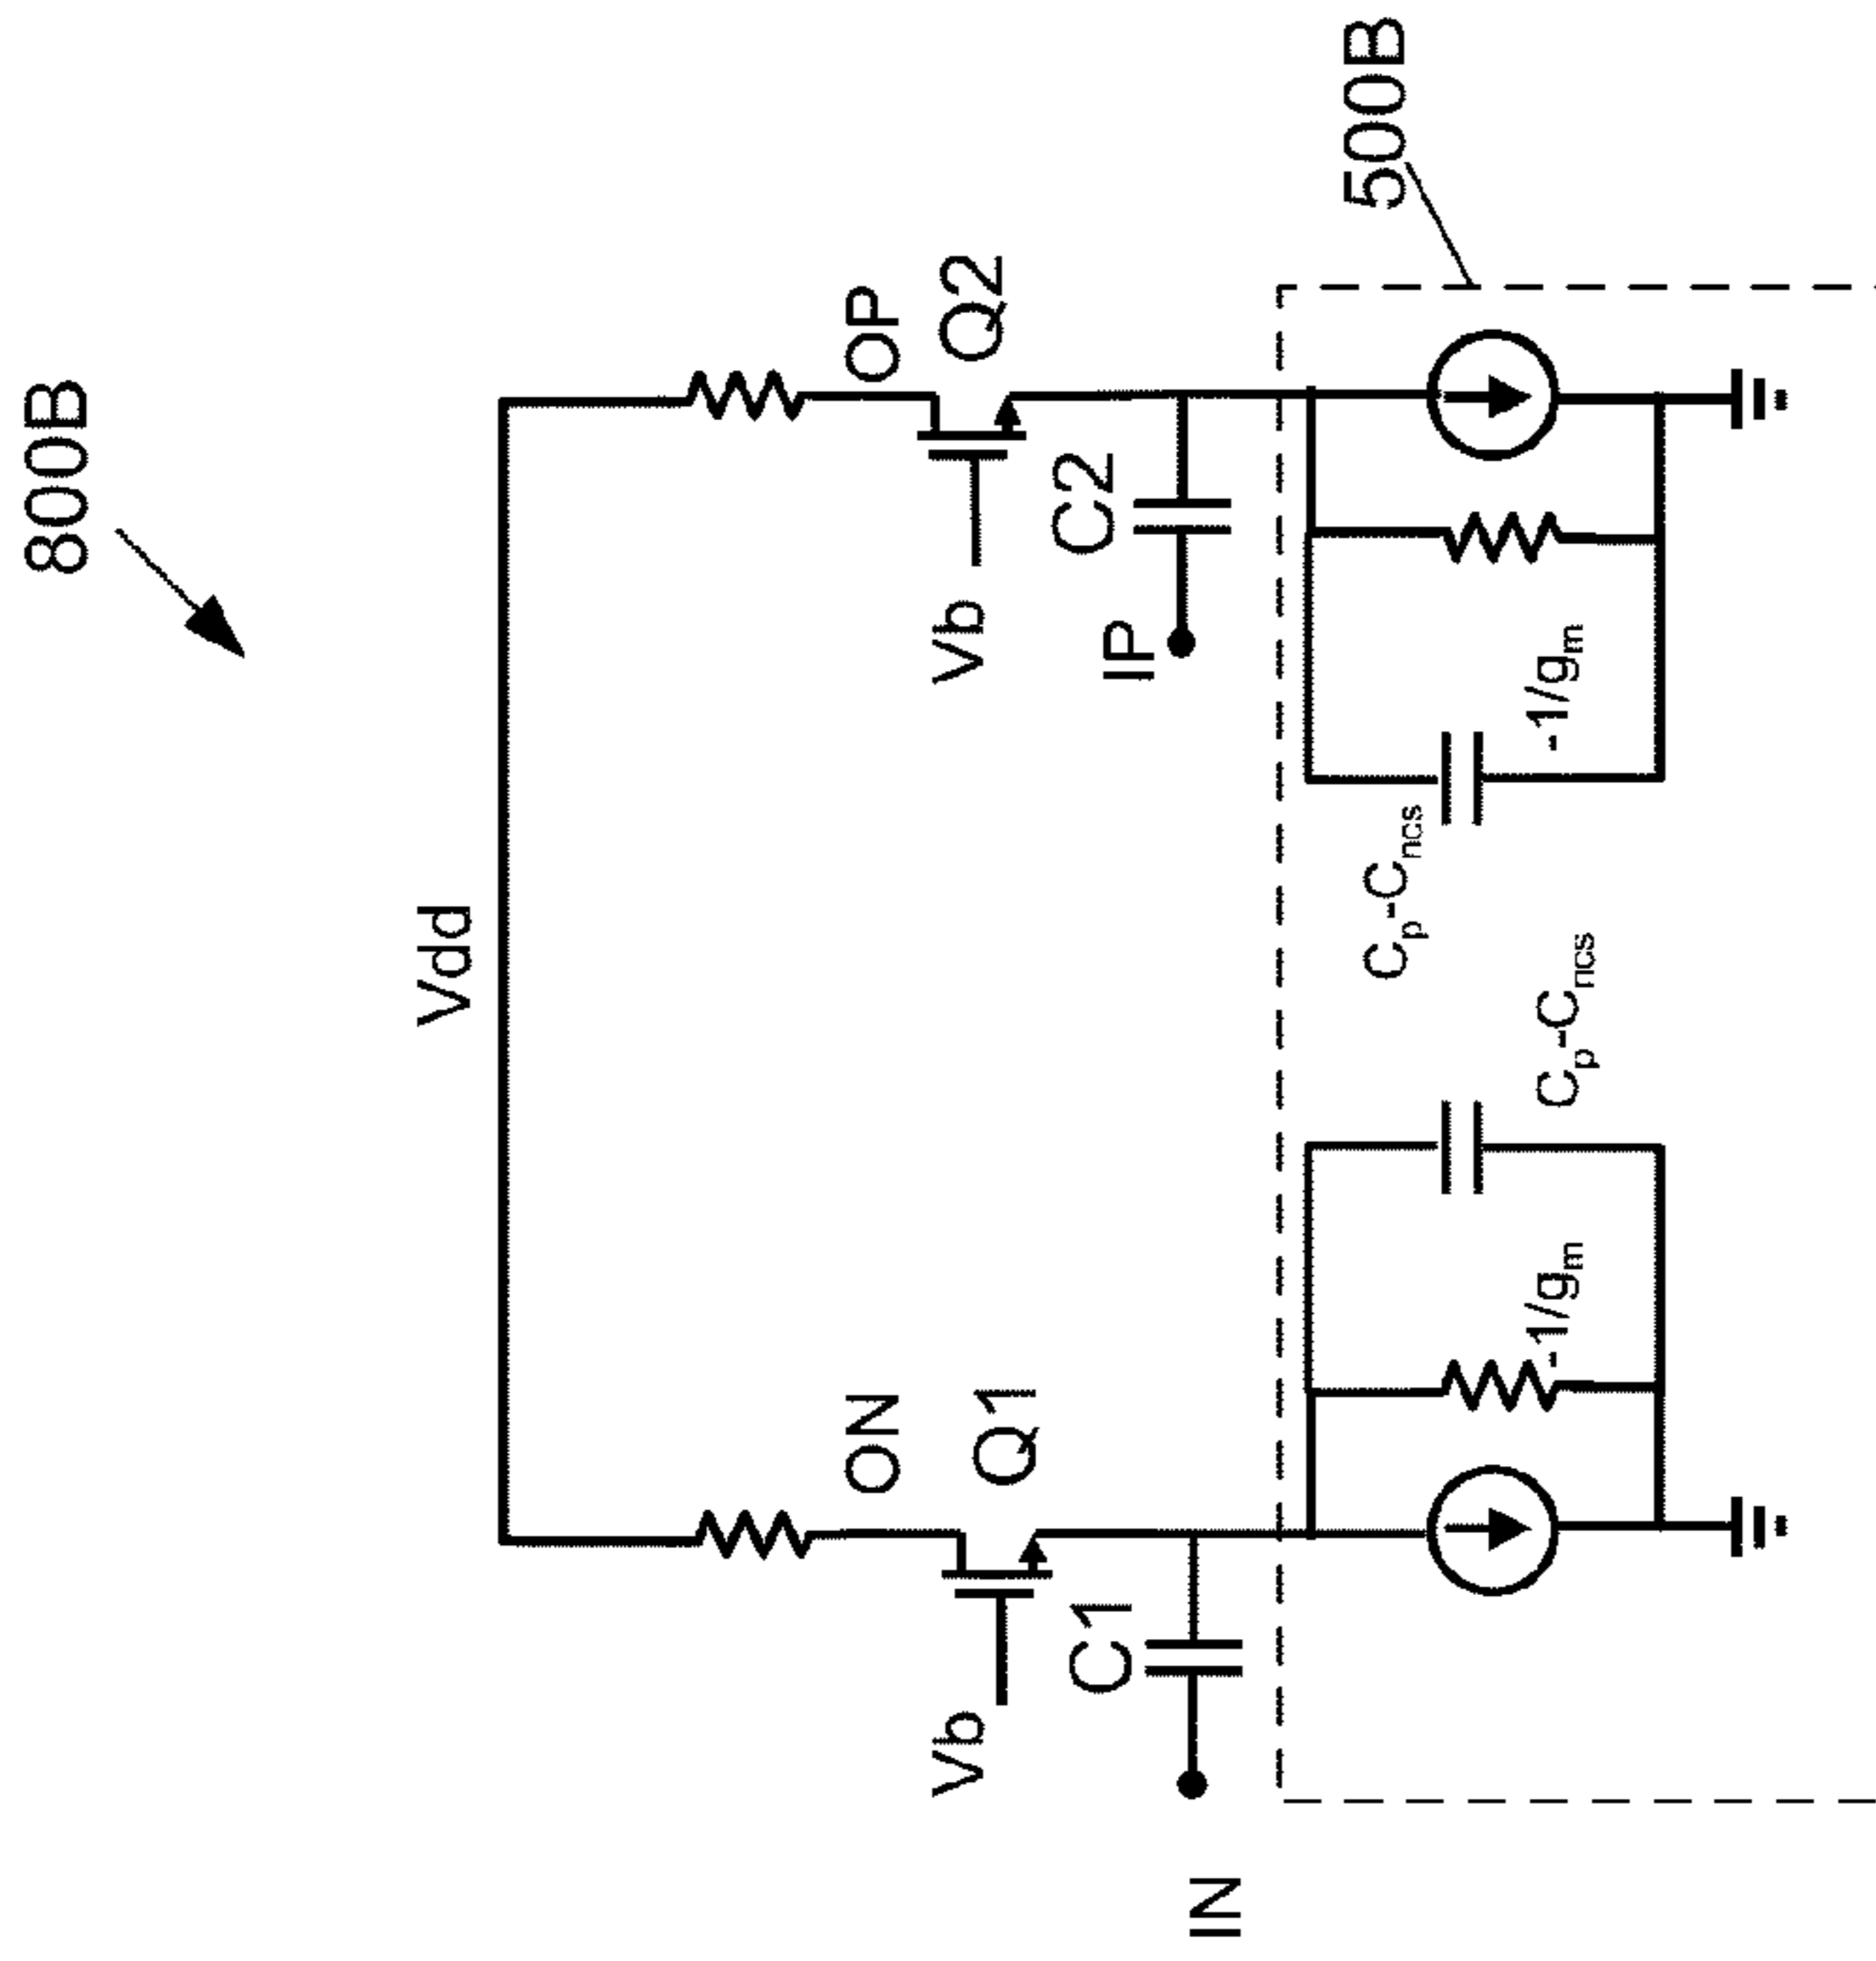 800B
Vdd
ON
OP
Q1
Q2
Vb
Vb
C1
C2
IN
IP
500B
-1/gₘ
Cₚ-Cₙcₛ
Cₚ-Cₙcₛ
-1/gₘ